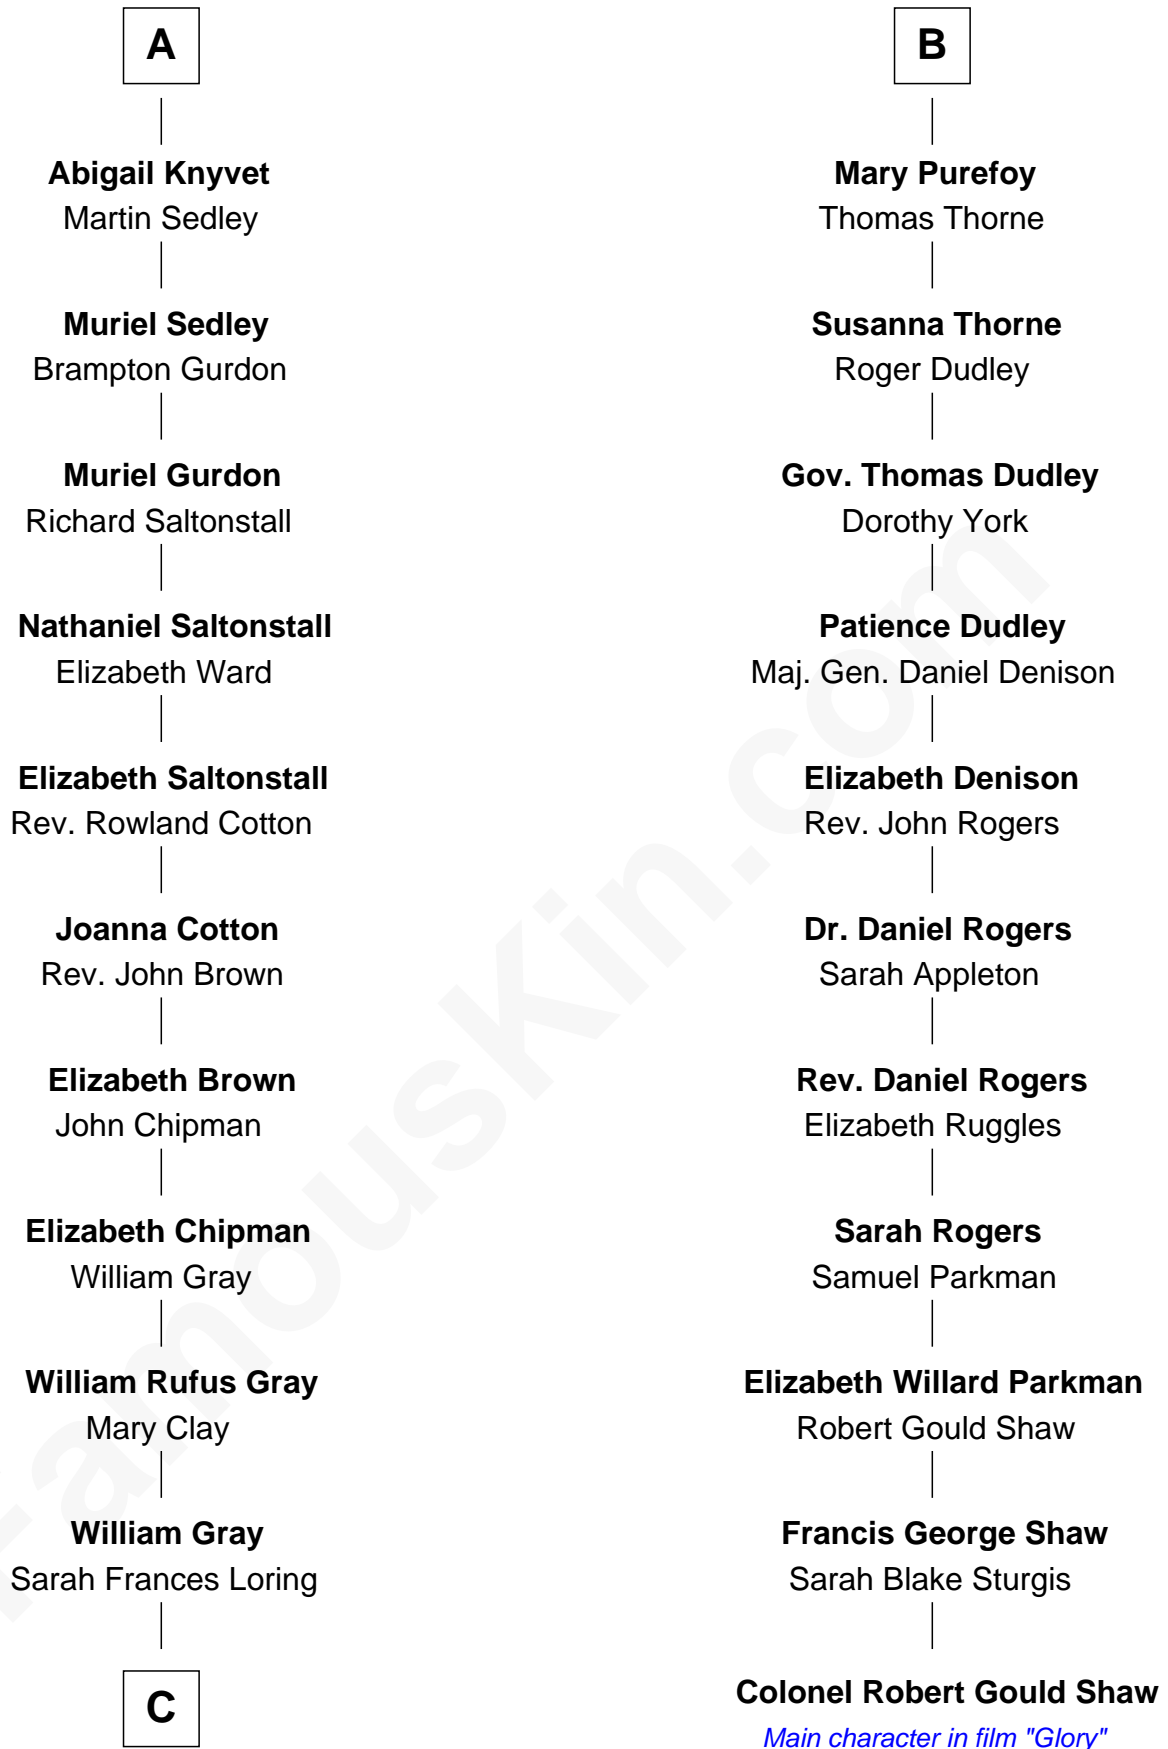 A
Abigail Knyvet
Martin Sedley
Muriel Sedley
Brampton Gurdon
Muriel Gurdon
Richard Saltonstall
Nathaniel Saltonstall
Elizabeth Ward
Elizabeth Saltonstall
Rev. Rowland Cotton
Joanna Cotton
Rev. John Brown
Elizabeth Brown
John Chipman
Elizabeth Chipman
William Gray
William Rufus Gray
Mary Clay
William Gray
Sarah Frances Loring
C
B
Mary Purefoy
Thomas Thorne
Susanna Thorne
Roger Dudley
Gov. Thomas Dudley
Dorothy York
Patience Dudley
Maj. Gen. Daniel Denison
Elizabeth Denison
Rev. John Rogers
Dr. Daniel Rogers
Sarah Appleton
Rev. Daniel Rogers
Elizabeth Ruggles
Sarah Rogers
Samuel Parkman
Elizabeth Willard Parkman
Robert Gould Shaw
Francis George Shaw
Sarah Blake Sturgis
Colonel Robert Gould Shaw
Main character in film "Glory"
FamousKin.com